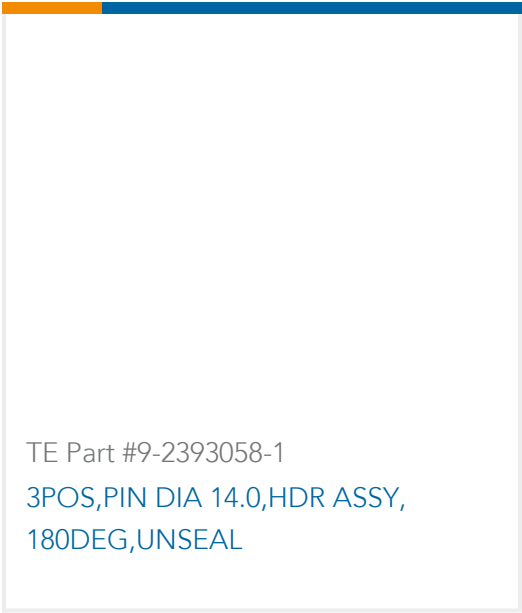 TE Part #9-2393058-1
3POS,PIN DIA 14.0,HDR ASSY,
180DEG,UNSEAL